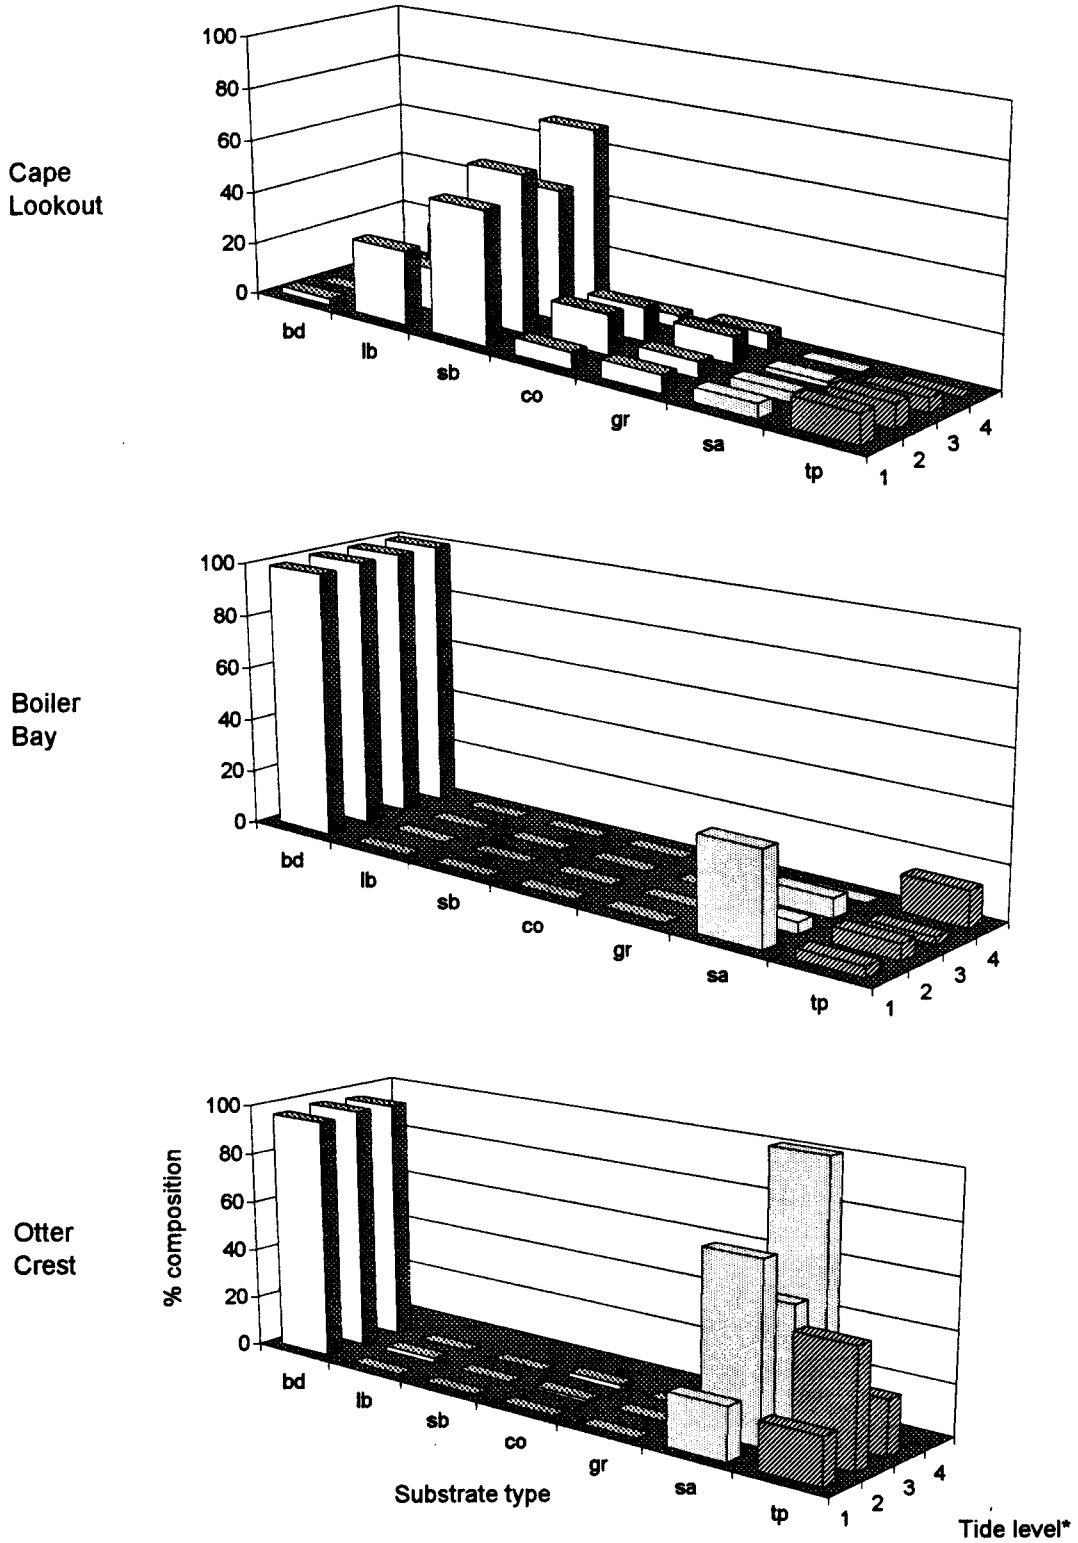 100
80
60
40
20
0
Cape
Lookout
bd
lb
sb
co
gr
sa
tp
1
2
3
4
100
80
60
40
20
0
Boiler
Bay
bd
lb
sb
co
gr
sa
tp
1
2
3
4
100
80
60
40
20
0
% composition
Otter
Crest
bd
lb
sb
co
gr
sa
tp
1
2
3
4
Substrate type
Tide level*